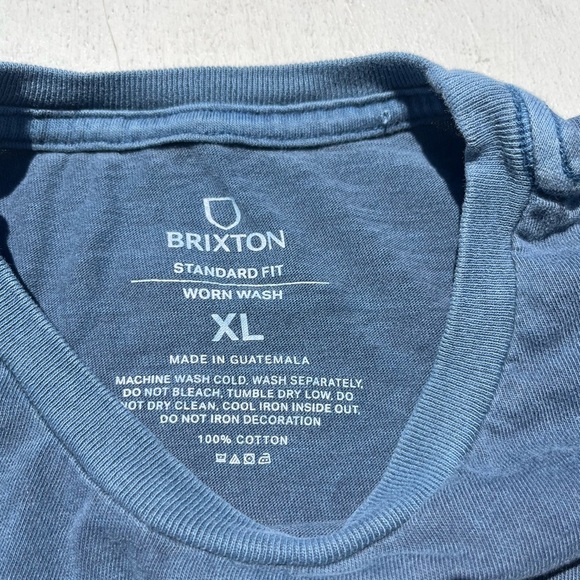 BRIXTON
STANDARD FIT
WORN WASH
XL
MADE IN GUATEMALA
MACHINE WASH COLD, WASH SEPARATELY,
DO NOT BLEACH, TUMBLE DRY LOW, DO
NOT DRY CLEAN, COOL IRON INSIDE OUT,
DO NOT IRON DECORATION
100% COTTON